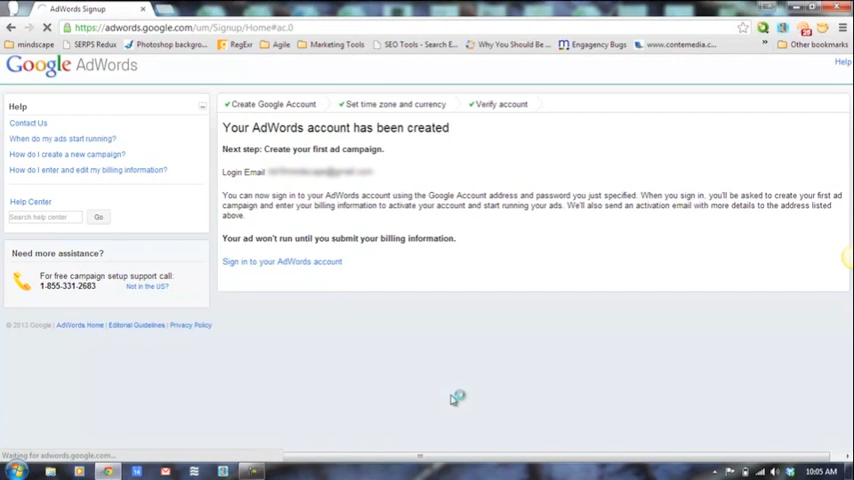 AdWords Signup
https://adwords.google.com/um/Signup/Home#ac.0
mindscape SERPS Redux Photoshop backgro... RegExr Agile Marketing Tools SEO Tools - Search E... Why You Should Be ... Engagency Bugs www.contemedia.c... Other bookmarks
Google AdWords
Help
Help
Contact Us
When do my ads start running?
How do I create a new campaign?
How do I enter and edit my billing information?
Help Center
Search help center Go
Need more assistance?
For free campaign setup support call:
1-855-331-2683 Not in the US?
Create Google Account Set time zone and currency Verify account
Your AdWords account has been created
Next step: Create your first ad campaign.
Login Email
You can now sign in to your AdWords account using the Google Account address and password you just specified. When you sign in, you'll be asked to create your first ad
campaign and enter your billing information to activate your account and start running your ads. We'll also send an activation email with more details to the address listed
above.
Your ad won't run until you submit your billing information.
Sign in to your AdWords account
© 2013 Google | AdWords Home | Editorial Guidelines | Privacy Policy
Waiting for adwords.google.com...
10:05 AM